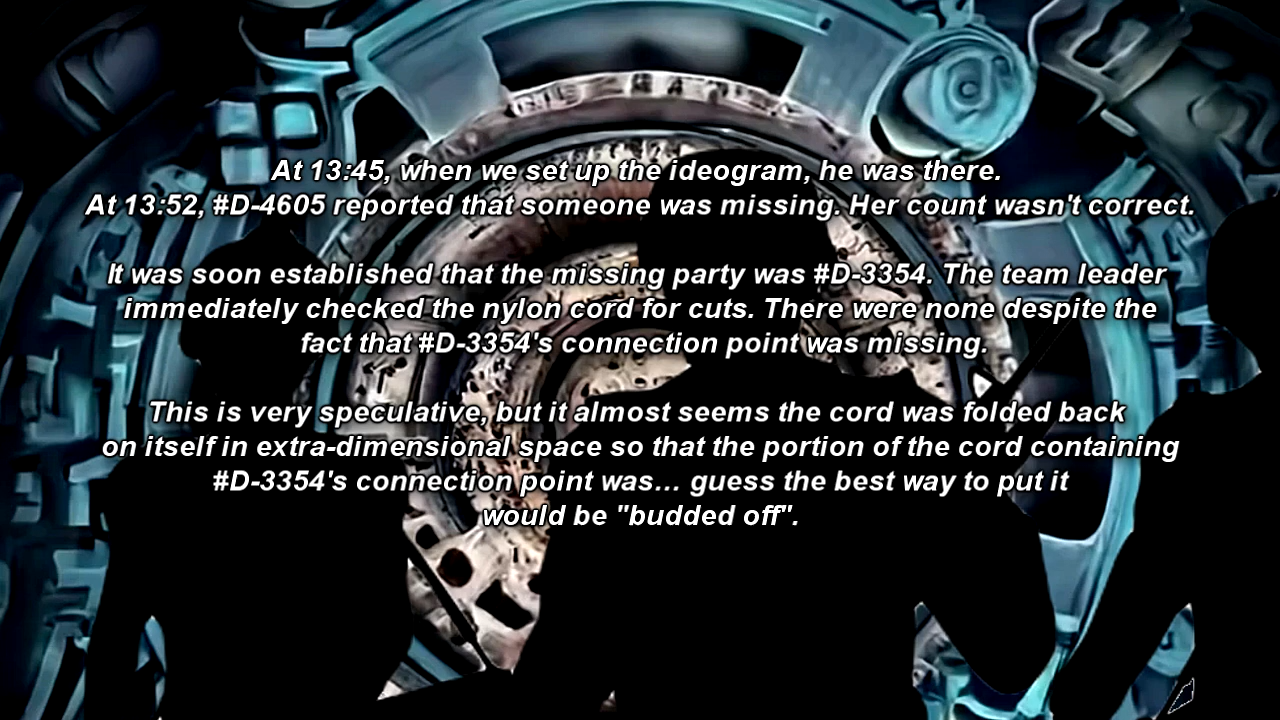 At 13:45, when we set up the ideogram, he was there.
At 13:52, #D-4605 reported that someone was missing. Her count wasn't correct.
It was soon established that the missing party was #D-3354. The team leader
immediately checked the nylon cord for cuts. There were none despite the
fact that #D-3354's connection point was missing.
This is very speculative, but it almost seems the cord was folded back
on itself in extra-dimensional space so that the portion of the cord containing
#D-3354's connection point was… guess the best way to put it
would be "budded off".